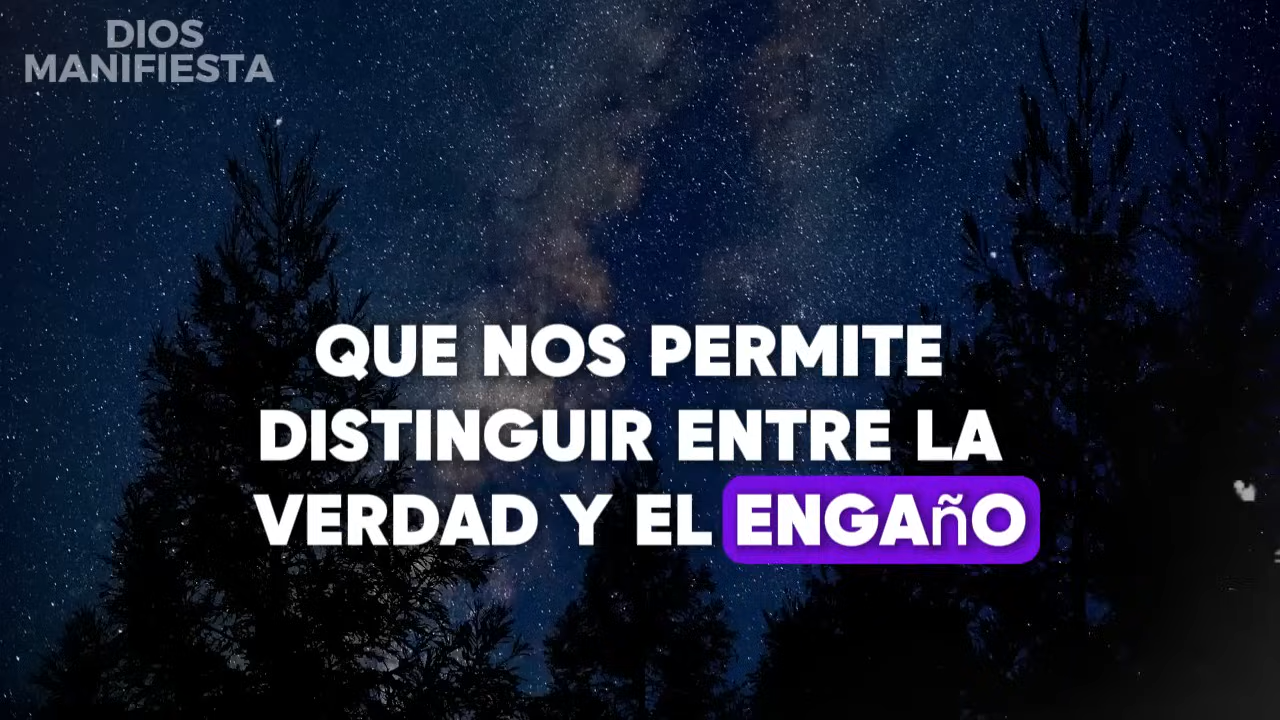 DIOS
MANIFIESTA
QUE NOS PERMITE
DISTINGUIR ENTRE LA
VERDAD Y EL ENGAñO